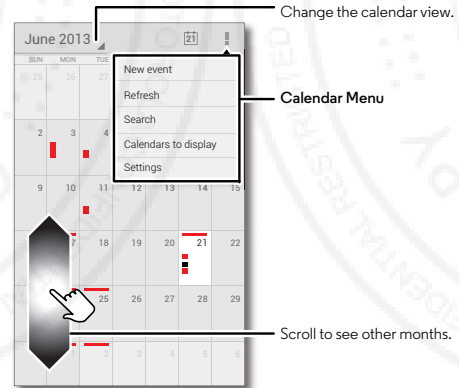 Change the calendar view.
June 2013
21
SUN MON TUE
25 26 27
New event
Refresh
Search
Calendars to display
Settings
Calendar Menu
2 3 4
9 10 11 12 13 14 15
7 18 19 20 21 22
25 26 27 28 29
Scroll to see other months.
1 2 3 4 5 6